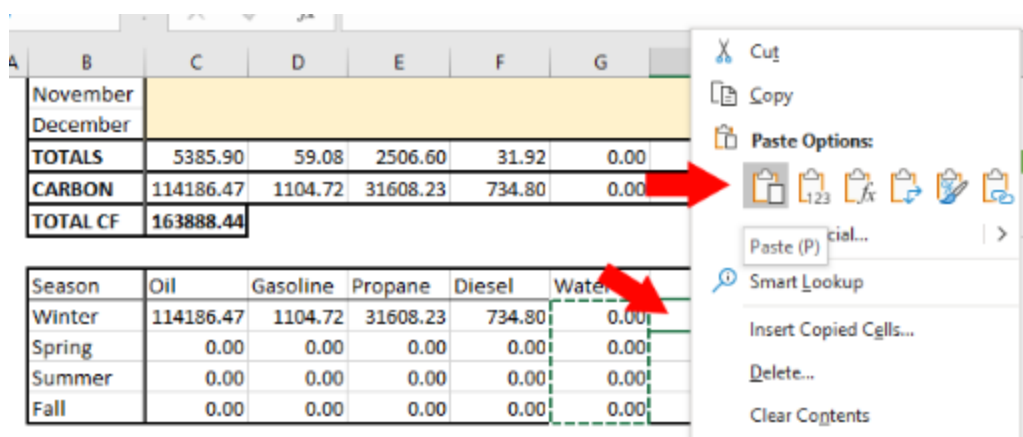 A B C D E F G
November
December
TOTALS 5385.90 59.08 2506.60 31.92 0.00
CARBON 114186.47 1104.72 31608.23 734.80 0.00
TOTAL CF 163888.44
Season Oil Gasoline Propane Diesel Wate
Winter 114186.47 1104.72 31608.23 734.80 0.00
Spring 0.00 0.00 0.00 0.00 0.00
Summer 0.00 0.00 0.00 0.00 0.00
Fall 0.00 0.00 0.00 0.00 0.00
Cut
Copy
Paste Options:
123 fx
cial...
Paste (P)
Smart Lookup
Insert Copied Cells...
Delete...
Clear Contents